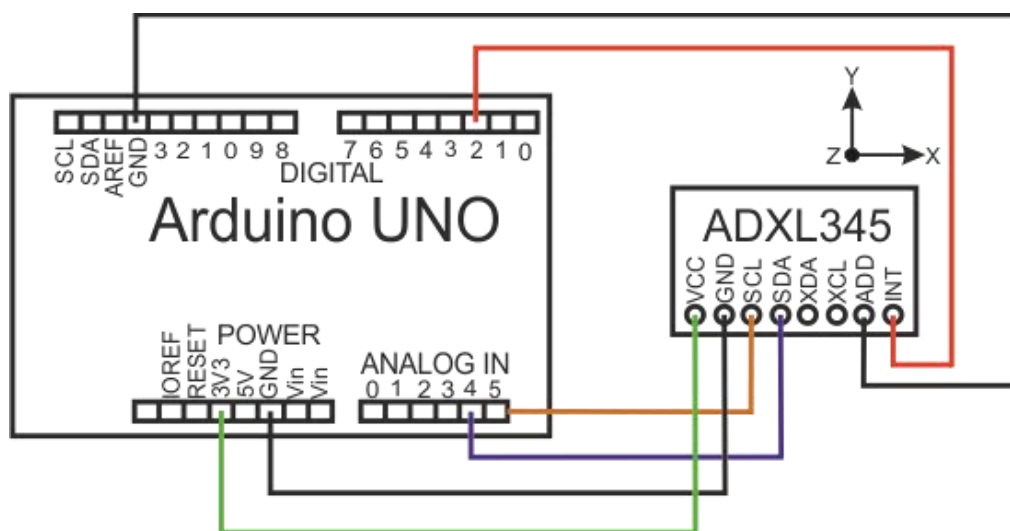 SCL SDA AREF GND 3 2 1 0 9 8
7 6 5 4 3 2 1 0
DIGITAL
Arduino UNO
POWER
IOREF RESET 3V3 5V GND Vin Vin
ANALOG IN
0 1 2 3 4 5
Y
Z X
ADXL345
VCC GND SCL SDA XDA XCL ADD INT